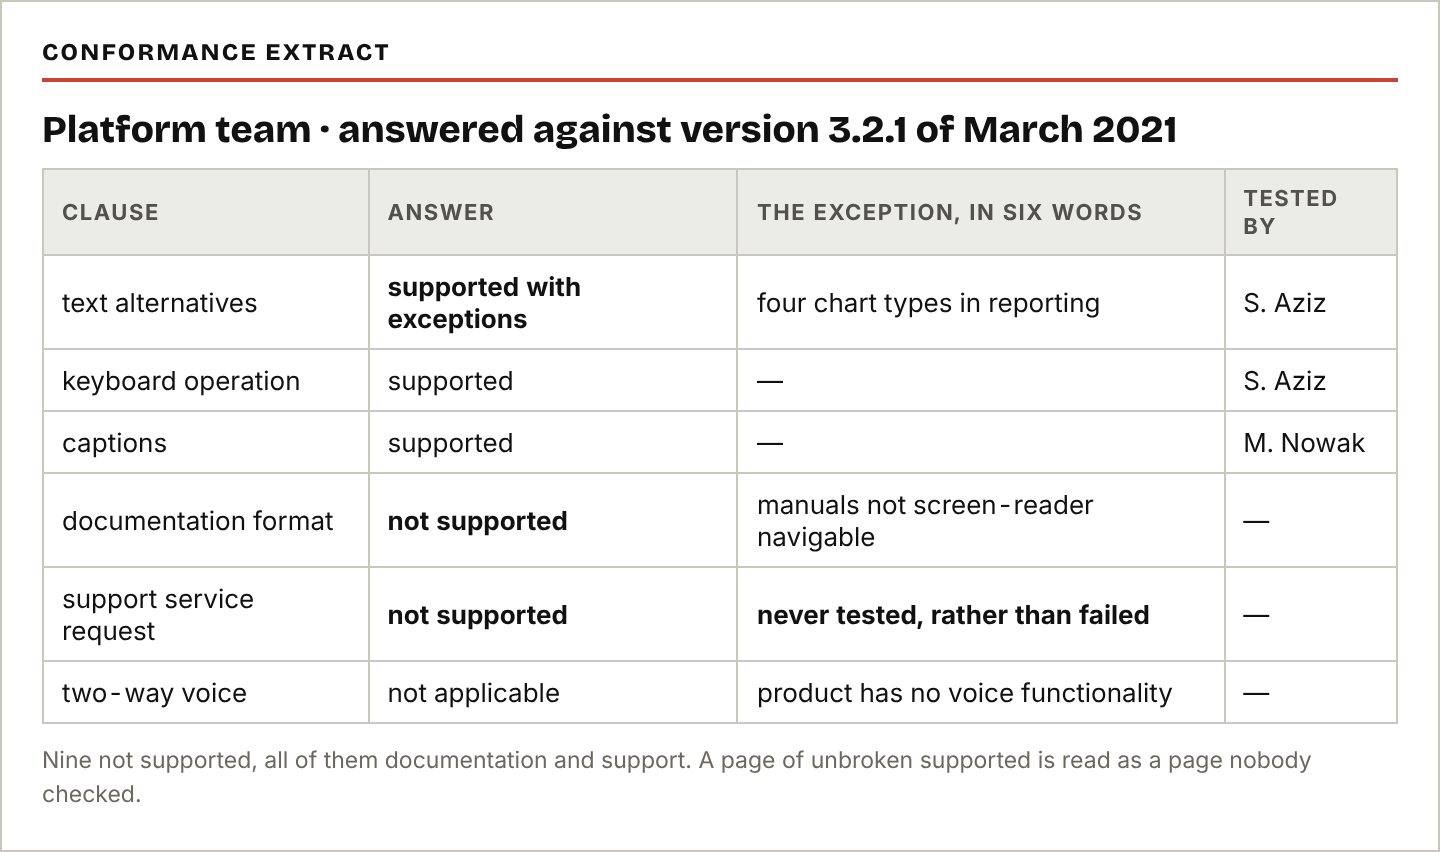 CONFORMANCE EXTRACT
Platform team · answered against version 3.2.1 of March 2021
CLAUSE
ANSWER
THE EXCEPTION, IN SIX WORDS
TESTED
BY
text alternatives
supported with
exceptions
four chart types in reporting
S. Aziz
keyboard operation
supported
—
S. Aziz
captions
supported
—
M. Nowak
documentation format
not supported
manuals not screen-reader
navigable
—
support service
request
not supported
never tested, rather than failed
—
two-way voice
not applicable
product has no voice functionality
—
Nine not supported, all of them documentation and support. A page of unbroken supported is read as a page nobody
checked.